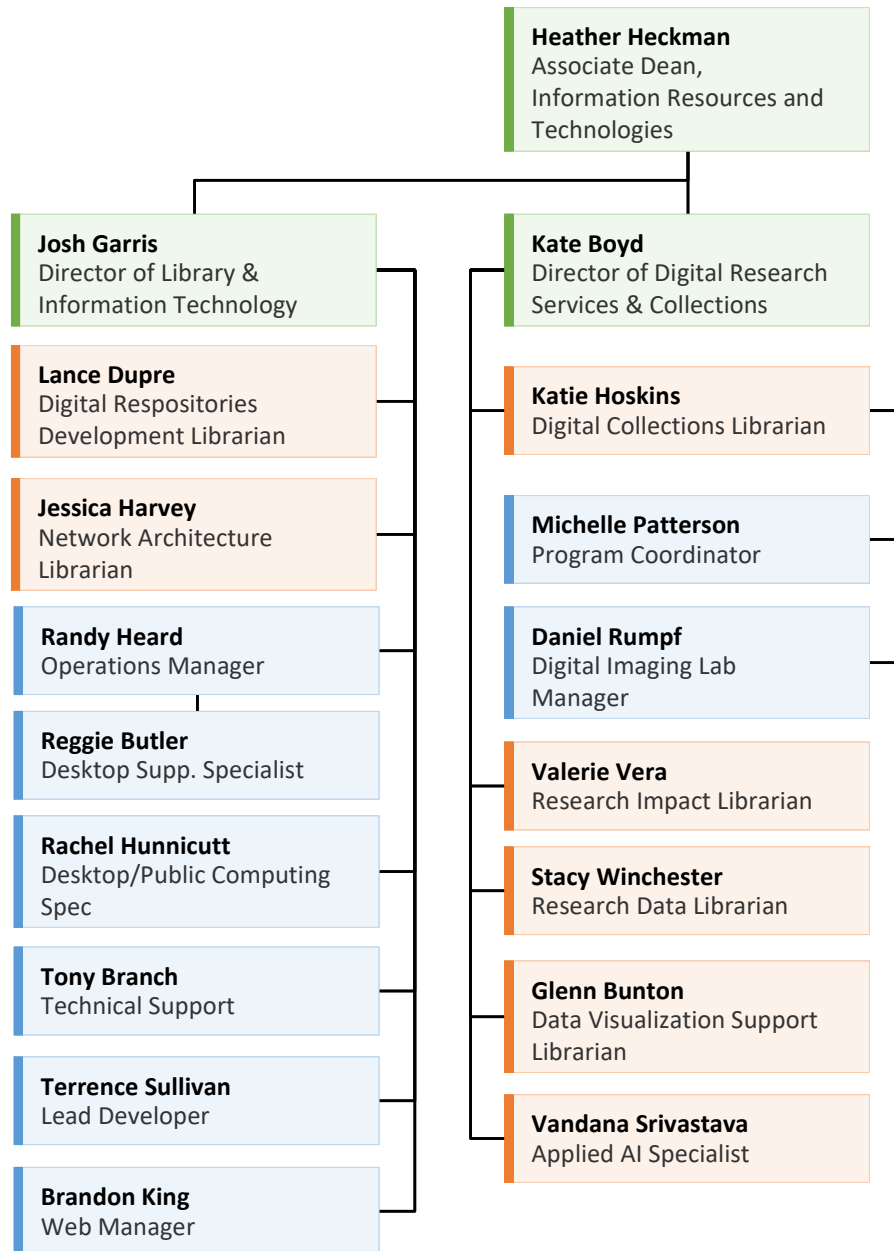 Heather Heckman
Associate Dean,
Information Resources and
Technologies
Josh Garris
Director of Library &
Information Technology
Lance Dupre
Digital Respositories
Development Librarian
Jessica Harvey
Network Architecture
Librarian
Randy Heard
Operations Manager
Reggie Butler
Desktop Supp. Specialist
Rachel Hunnicutt
Desktop/Public Computing
Spec
Tony Branch
Technical Support
Terrence Sullivan
Lead Developer
Brandon King
Web Manager
Kate Boyd
Director of Digital Research
Services & Collections
Katie Hoskins
Digital Collections Librarian
Michelle Patterson
Program Coordinator
Daniel Rumpf
Digital Imaging Lab
Manager
Valerie Vera
Research Impact Librarian
Stacy Winchester
Research Data Librarian
Glenn Bunton
Data Visualization Support
Librarian
Vandana Srivastava
Applied AI Specialist